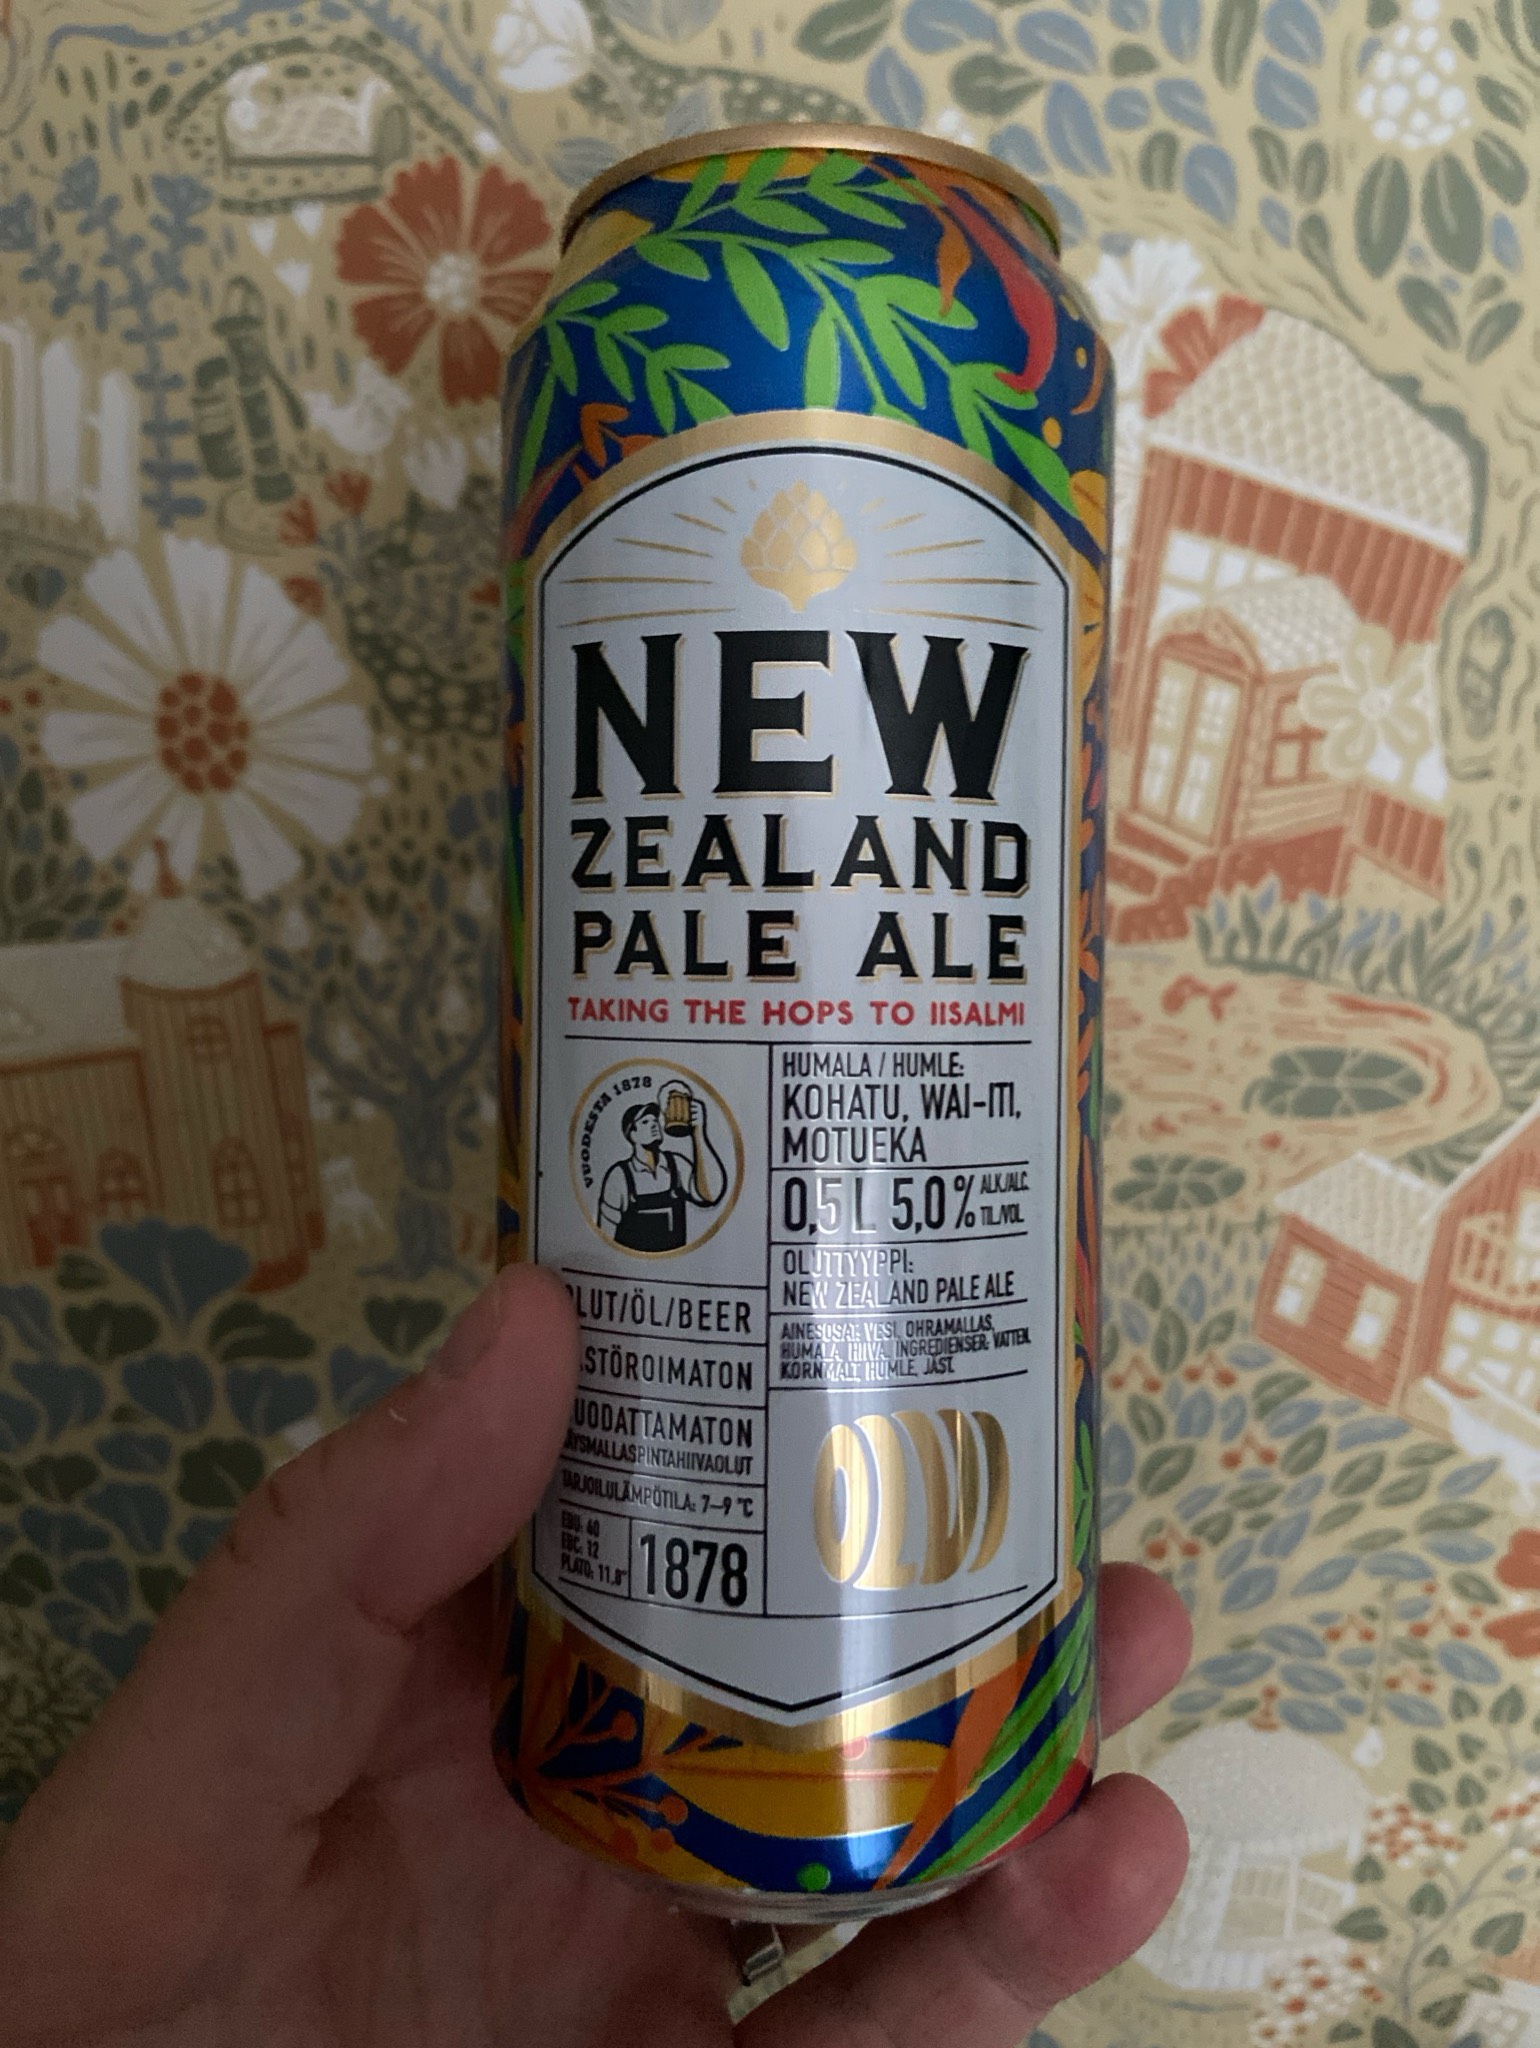 NEW
ZEALAND
PALE ALE
TAKING THE HOPS TO IISALMI
VUODESTA 1878
OLUT/ÖL/BEER
UODATTAMATON
TARJOILULÄMPÖTILA: 7–9 °C
EBU: 40
EBC: 12
PLATO: 11,8°
1878
HUMALA / HUMLE:
KOHATU, WAI-ITI,
MOTUEKA
0,5 L 5,0 % ALK/ALC.
TIL/VOL
OLUTTYYPPI:
NEW ZEALAND PALE ALE
AINESOSAT: VESI, OHRAMALLAS,
HUMALA, HIIVA. INGREDIENSER: VATTEN,
KORNMALT, HUMLE, JÄST.
OLVI